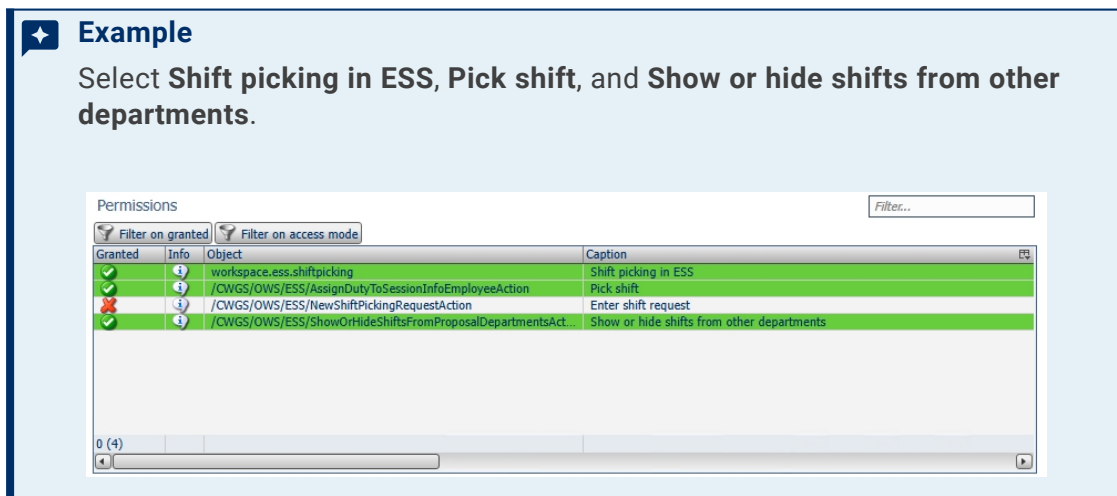 Example
Select Shift picking in ESS, Pick shift, and Show or hide shifts from other
departments.
Permissions Filter...
Filter on granted Filter on access mode
Granted Info Object Caption
workspace.ess.shiftpicking Shift picking in ESS
/CWGS/OWS/ESS/AssignDutyToSessionInfoEmployeeAction Pick shift
/CWGS/OWS/ESS/NewShiftPickingRequestAction Enter shift request
/CWGS/OWS/ESS/ShowOrHideShiftsFromProposalDepartmentsAct... Show or hide shifts from other departments
0 (4)